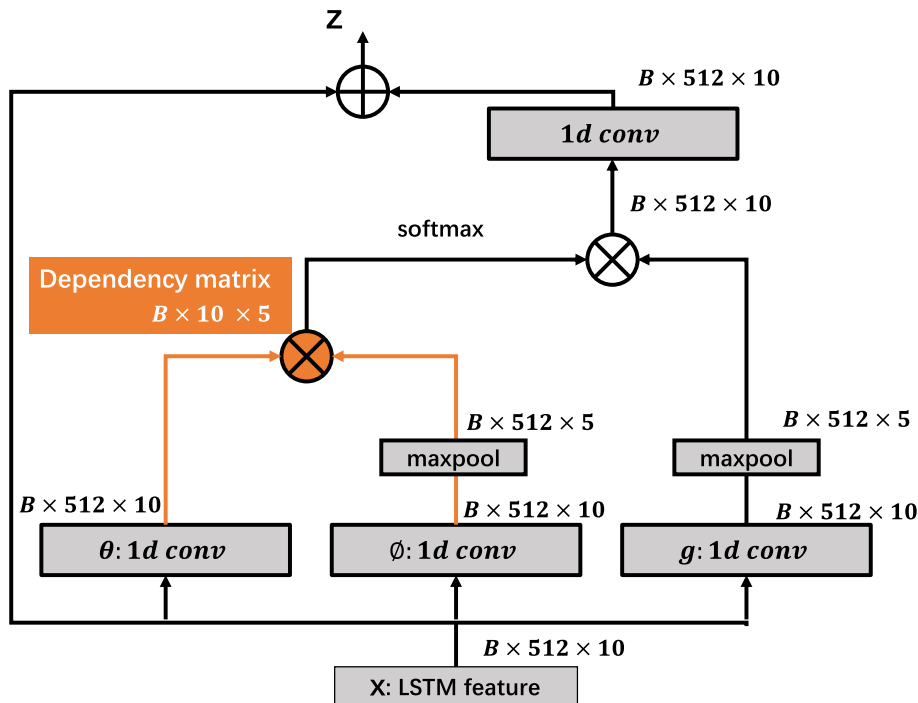 Z
B × 512 × 10
1d conv
B × 512 × 10
softmax
Dependency matrix
B × 10 × 5
B × 512 × 5
B × 512 × 5
maxpool
maxpool
B × 512 × 10
B × 512 × 10
B × 512 × 10
θ: 1d conv
∅: 1d conv
g: 1d conv
B × 512 × 10
X: LSTM feature